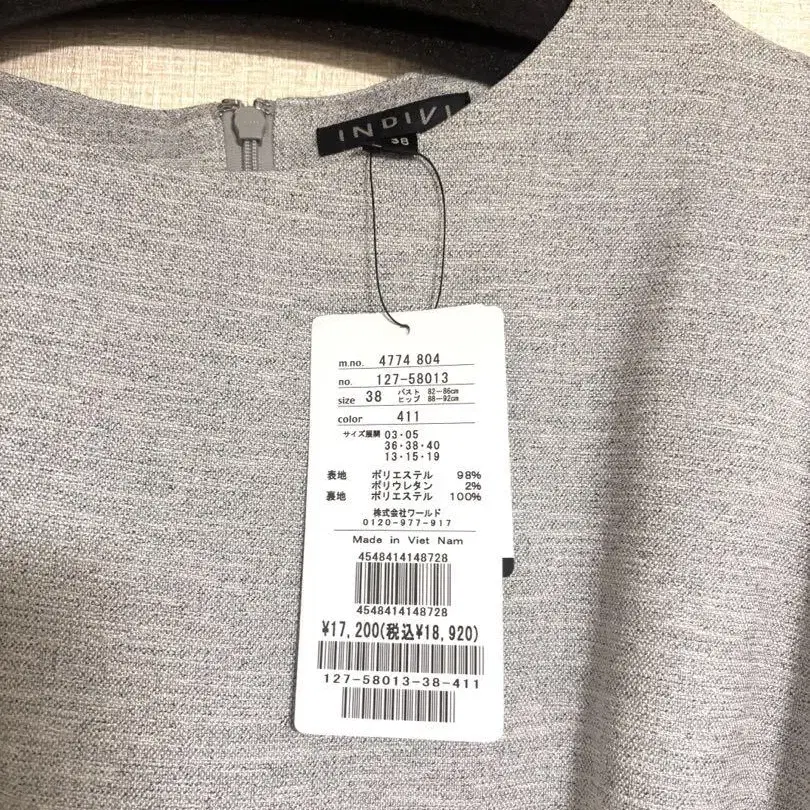 INDIVI
38
m.no. 4774 804
no. 127-58013
size 38 バスト 82-86cm
ヒップ 88-92cm
color 411
サイズ展開 03・05
36・38・40
13・15・19
表地 ポリエステル 98%
ポリウレタン 2%
裏地 ポリエステル 100%
株式会社ワールド
0120-977-917
Made in Viet Nam
4548414148728
4548414148728
¥17,200(税込¥18,920)
127-58013-38-411